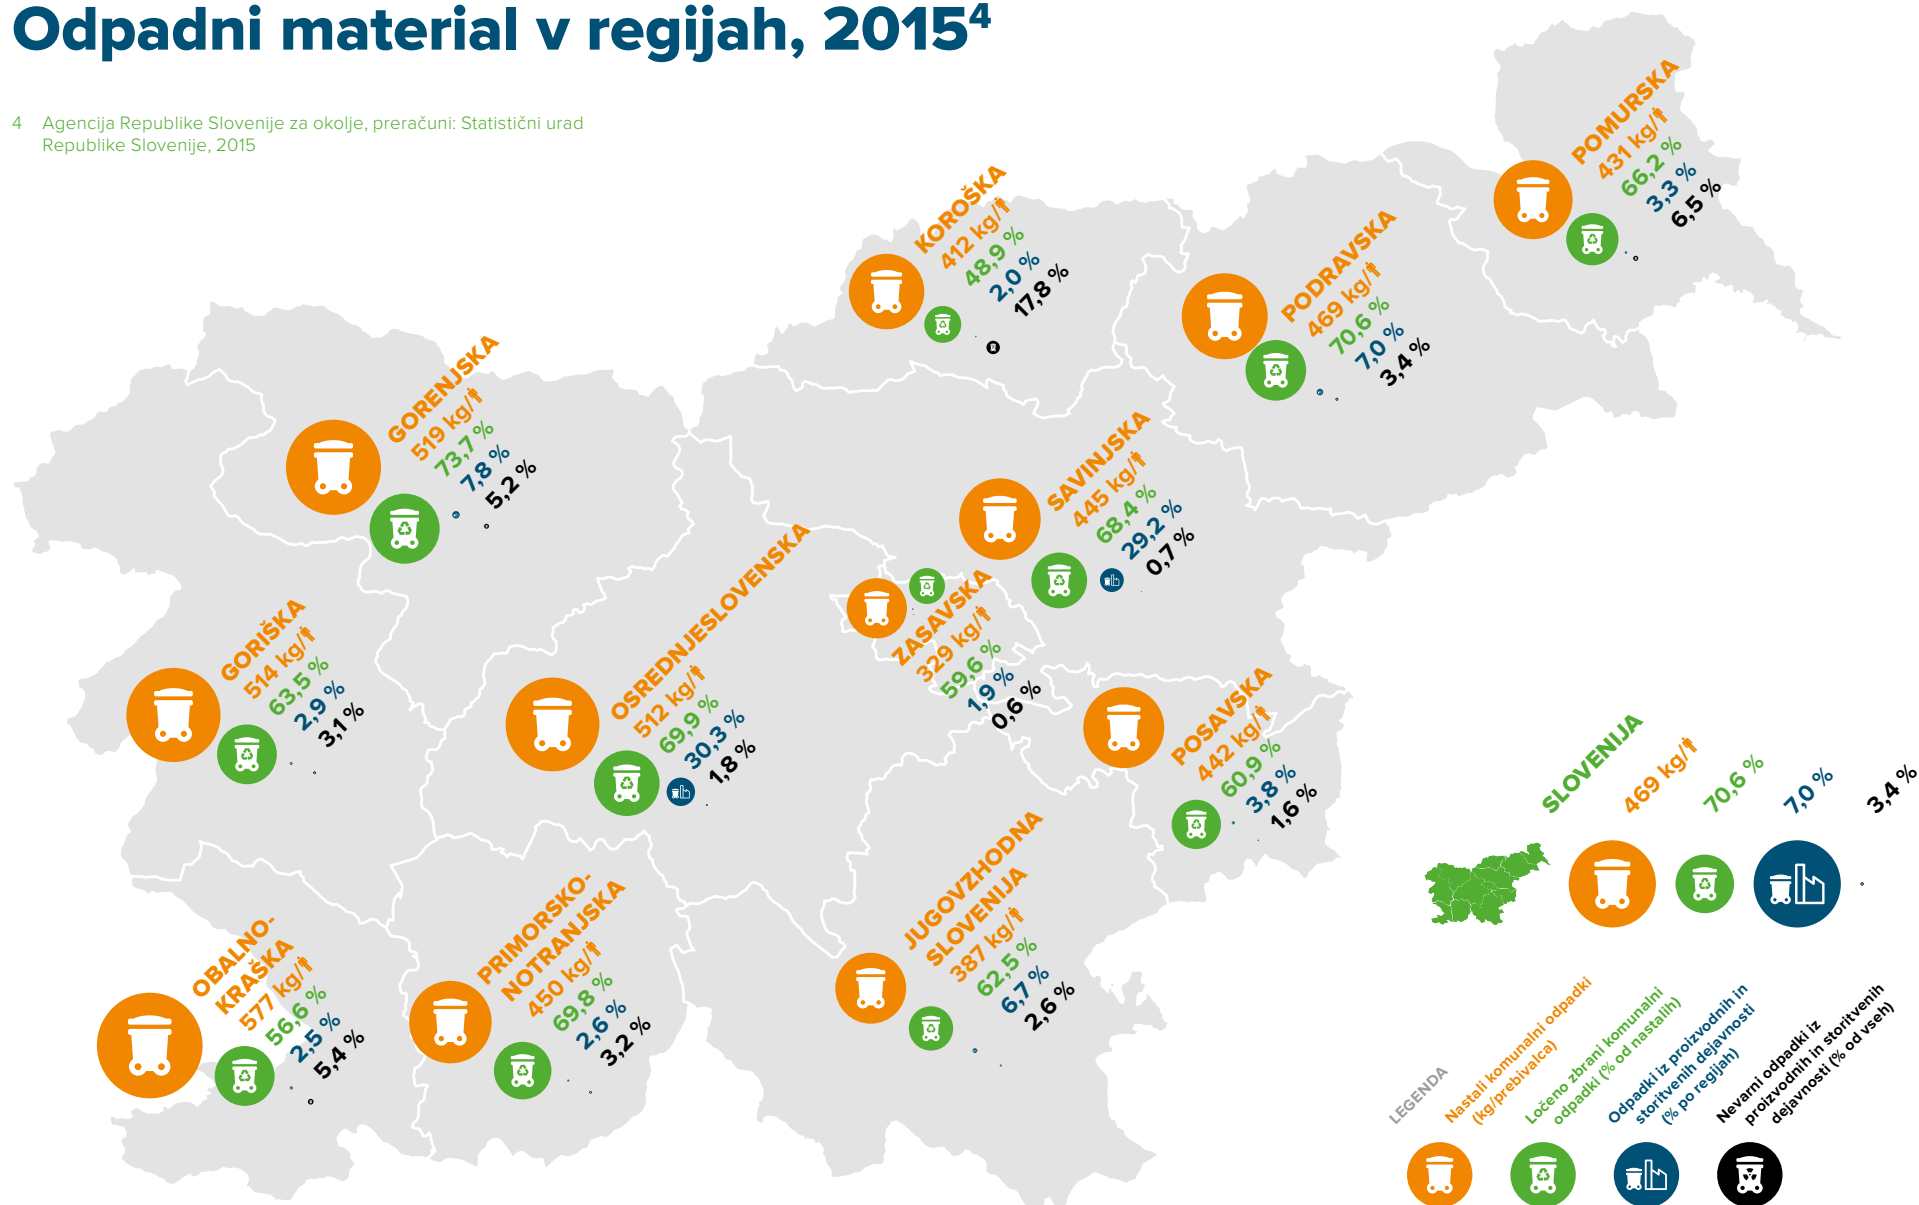 Odpadni material v regijah, 2015⁴
4 Agencija Republike Slovenije za okolje, preračuni: Statistični urad
Republike Slovenije, 2015
POMURSKA
431 kg/
66,2 %
3,3 %
6,5 %
KOROŠKA
412 kg/
48,9 %
2,0 %
17,8 %
PODRAVSKA
469 kg/
70,6 %
7,0 %
3,4 %
GORENJSKA
519 kg/
73,7 %
7,8 %
5,2 %
SAVINJSKA
445 kg/
68,4 %
29,2 %
0,7 %
OSREDNJESLOVENSKA
512 kg/
69,9 %
30,3 %
1,8 %
ZASAVSKA
329 kg/
59,6 %
1,9 %
0,6 %
GORIŠKA
514 kg/
63,5 %
2,9 %
3,1 %
POSAVSKA
442 kg/
60,9 %
3,8 %
1,6 %
JUGOVZHODNA
SLOVENIJA
387 kg/
62,5 %
6,7 %
2,6 %
PRIMORSKO-
NOTRANJSKA
450 kg/
69,8 %
2,6 %
3,2 %
OBALNO-
KRAŠKA
577 kg/
56,6 %
2,5 %
5,4 %
SLOVENIJA
469 kg/
70,6 %
7,0 %
3,4 %
LEGENDA
Nastali komunalni odpadki
(kg/prebivalca)
Ločeno zbrani komunalni
odpadki (% od nastalih)
Odpadki iz proizvodnih in
storitvenih dejavnosti
(% po regijah)
Nevarni odpadki iz
proizvodnih in storitvenih
dejavnosti (% od vseh)